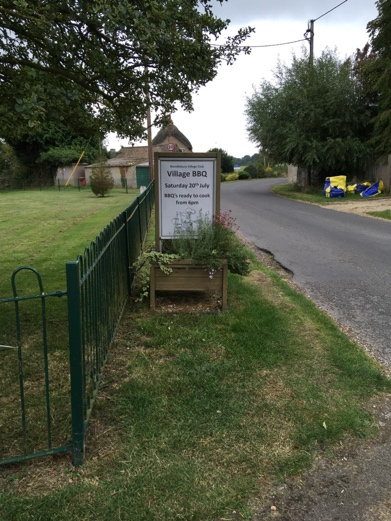 Village BBQ
Saturday 20th July
BBQ's ready to cook
from 6pm